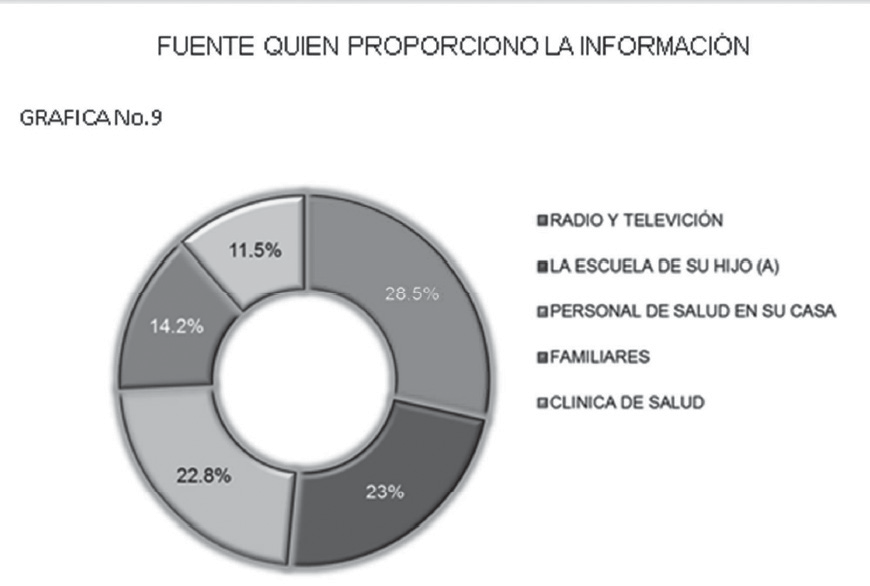 FUENTE QUIEN PROPORCIONO LA INFORMACIÓN
GRAFICA No.9
11.5%
28.5%
14.2%
22.8%
23%
RADIO Y TELEVICIÓN
LA ESCUELA DE SU HIJO (A)
PERSONAL DE SALUD EN SU CASA
FAMILIARES
CLINICA DE SALUD